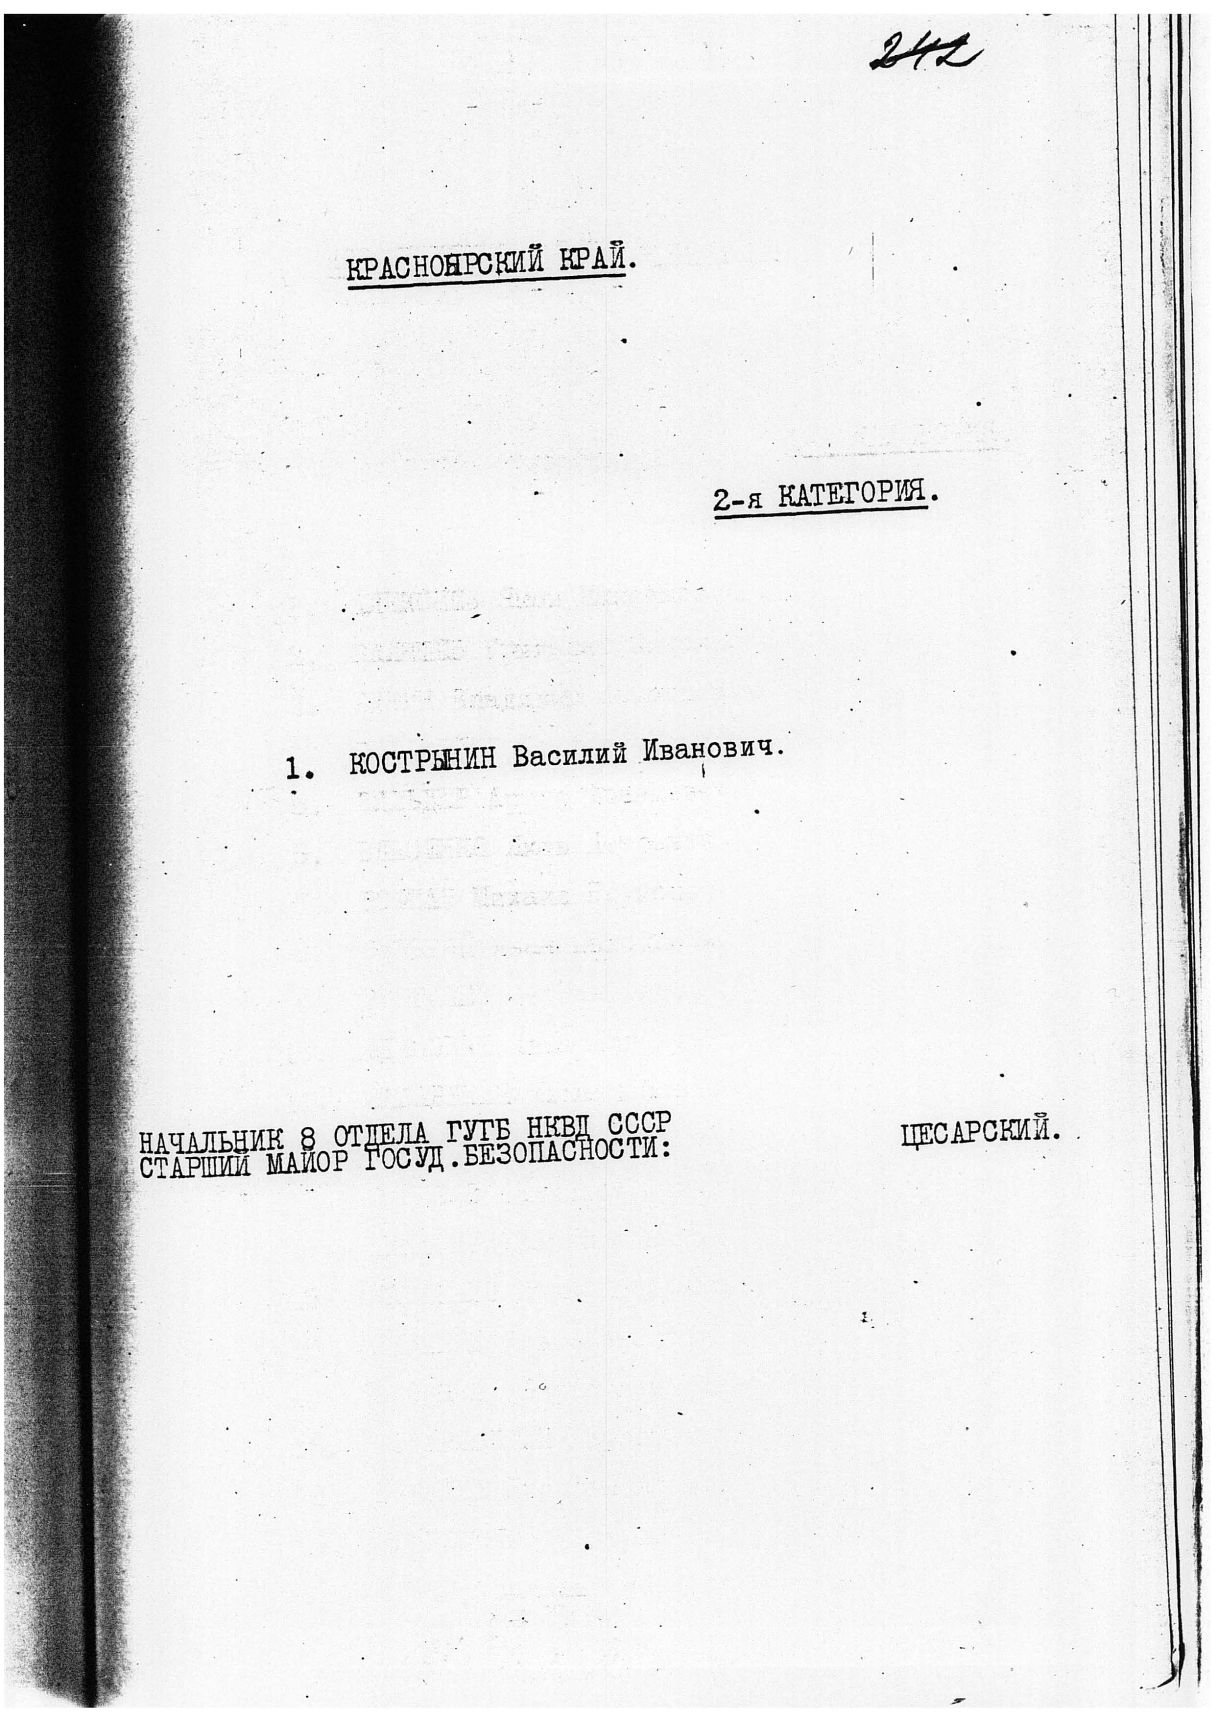 242
КРАСНОЯРСКИЙ КРАЙ.
2-я КАТЕГОРИЯ.
1. КОСТРЫНИН Василий Иванович.
НАЧАЛЬНИК 8 ОТДЕЛА ГУГБ НКВД СССР
СТАРШИЙ МАЙОР ГОСУД.БЕЗОПАСНОСТИ: ЦЕСАРСКИЙ.